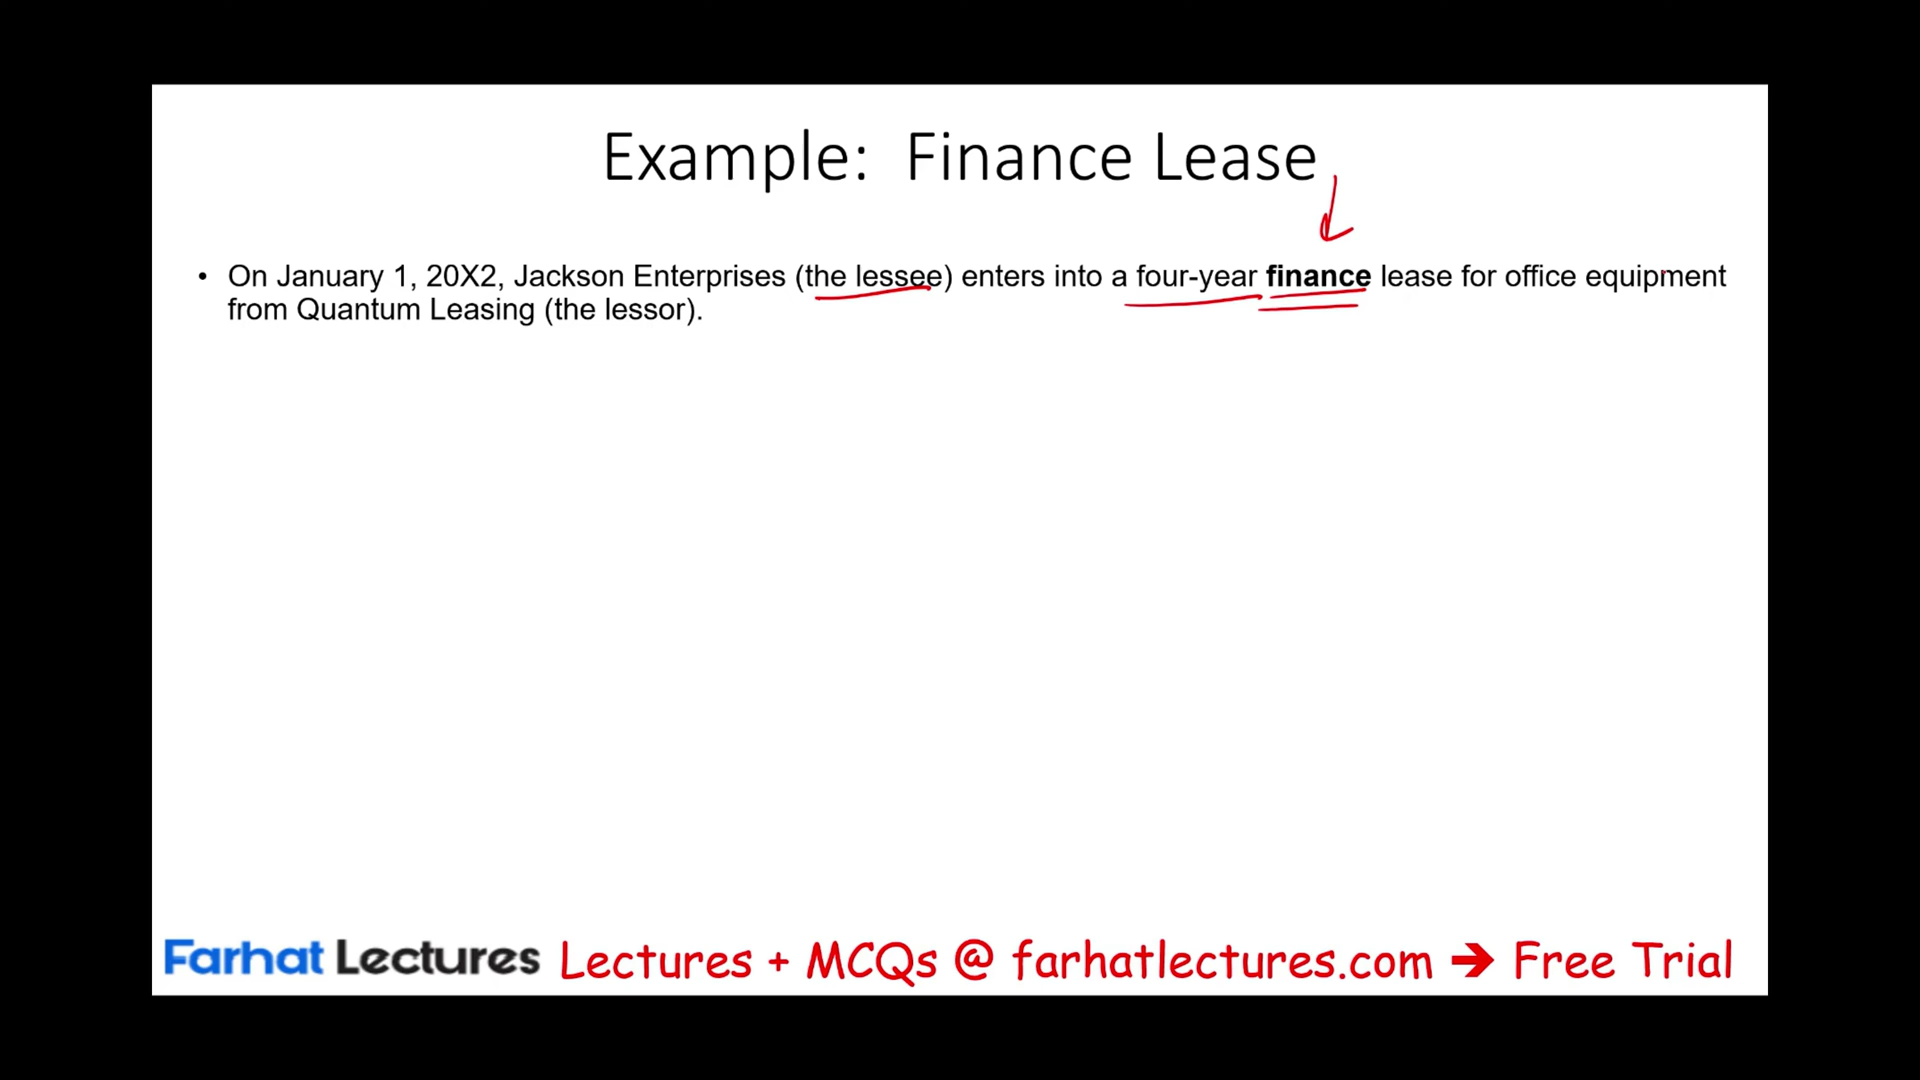 Example: Finance Lease
• On January 1, 20X2, Jackson Enterprises (the lessee) enters into a four-year finance lease for office equipment
from Quantum Leasing (the lessor).
Farhat Lectures Lectures + MCQs @ farhatlectures.com → Free Trial